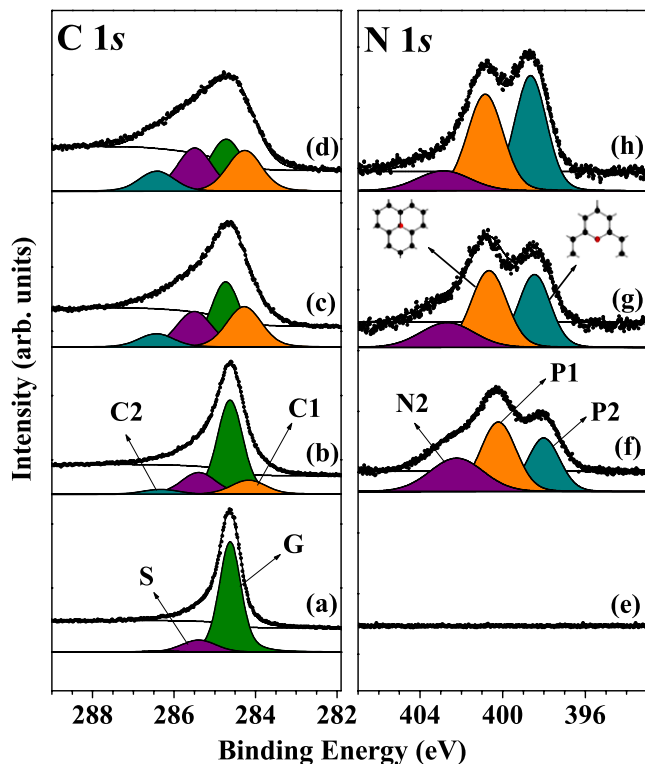 C 1s
N 1s
(d)
(h)
(c)
(g)
C2
C1
(b)
N2
P1
P2
(f)
S
G
(a)
(e)
288 286 284 282
404 400 396
Binding Energy (eV)
Intensity (arb. units)